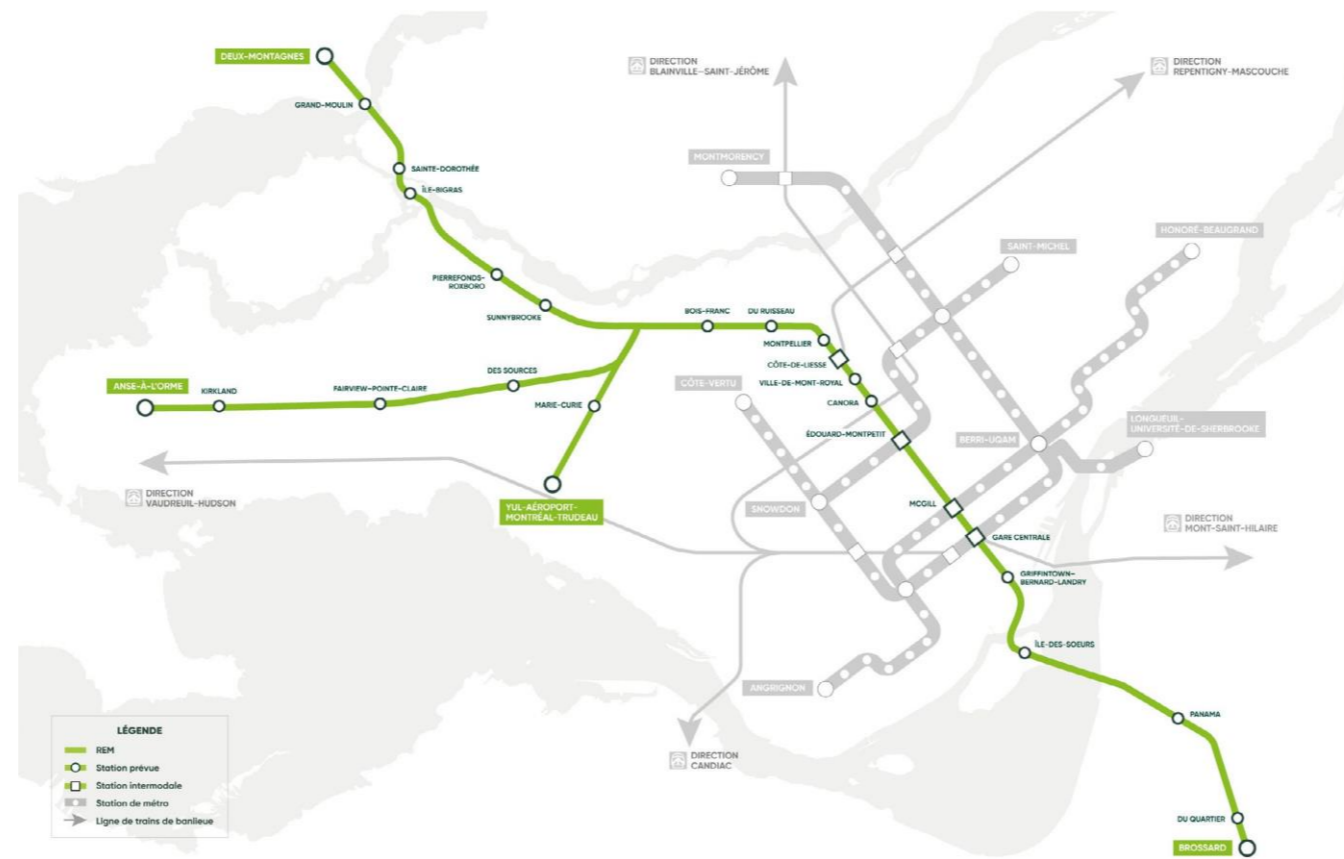 DEUX-MONTAGNES
GRAND-MOULIN
SAINTE-DOROTHÉE
ÎLE-BIGRAS
PIERREFONDS-
ROXBORO
SUNNYBROOKE
DIRECTION
BLAINVILLE–SAINT-JÉRÔME
DIRECTION
REPENTIGNY-MASCOUCHE
MONTMORENCY
SAINT-MICHEL
HONORÉ-BEAUGRAND
BOIS-FRANC
DU RUISSEAU
MONTPELLIER
CÔTE-DE-LIESSE
VILLE-DE-MONT-ROYAL
CANORA
ÉDOUARD-MONTPETIT
CÔTE-VERTU
ANSE-À-L'ORME
KIRKLAND
FAIRVIEW–POINTE-CLAIRE
DES SOURCES
MARIE-CURIE
YUL-AÉROPORT-
MONTRÉAL-TRUDEAU
DIRECTION
VAUDREUIL-HUDSON
BERRI-UQAM
LONGUEUIL-
UNIVERSITÉ-DE-SHERBROOKE
SNOWDON
MCGILL
GARE CENTRALE
DIRECTION
MONT-SAINT-HILAIRE
GRIFFINTOWN–
BERNARD-LANDRY
ÎLE-DES-SOEURS
ANGRIGNON
DIRECTION
CANDIAC
PANAMA
DU QUARTIER
BROSSARD
LÉGENDE
REM
Station prévue
Station intermodale
Station de métro
Ligne de trains de banlieue